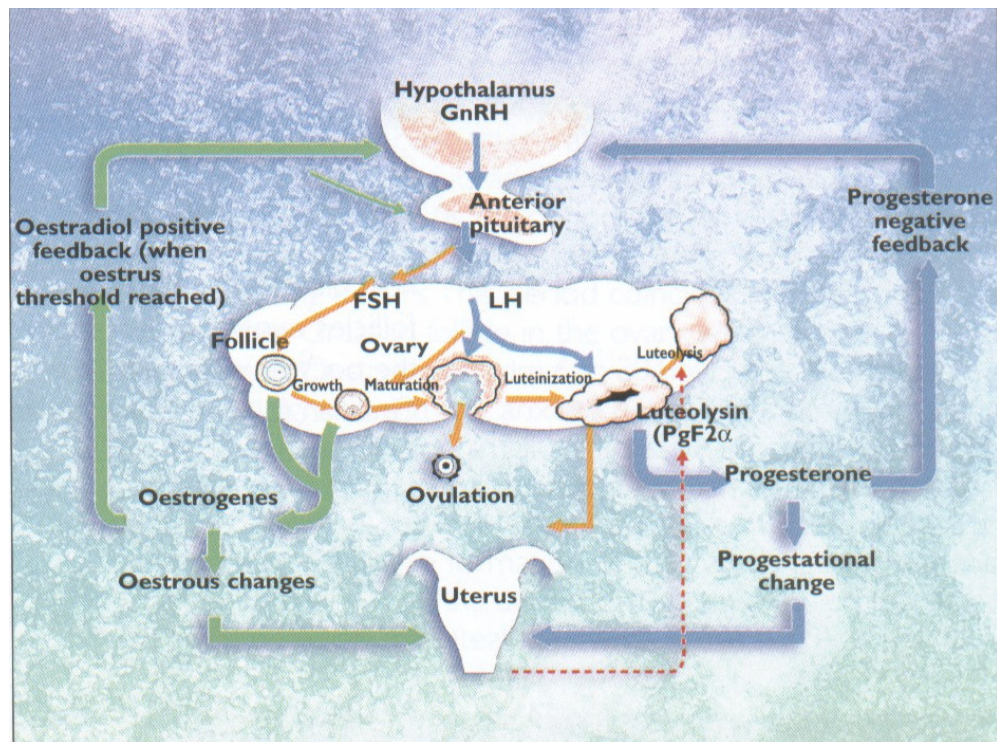 Hypothalamus
GnRH
Anterior
pituitary
Oestradiol positive
feedback (when
oestrus
threshold reached)
Progesterone
negative
feedback
FSH
LH
Follicle
Ovary
Growth
Maturation
Luteinization
Luteolysis
Luteolysin
(PgF2α
Oestrogenes
Ovulation
Progesterone
Oestrous changes
Uterus
Progestational
change